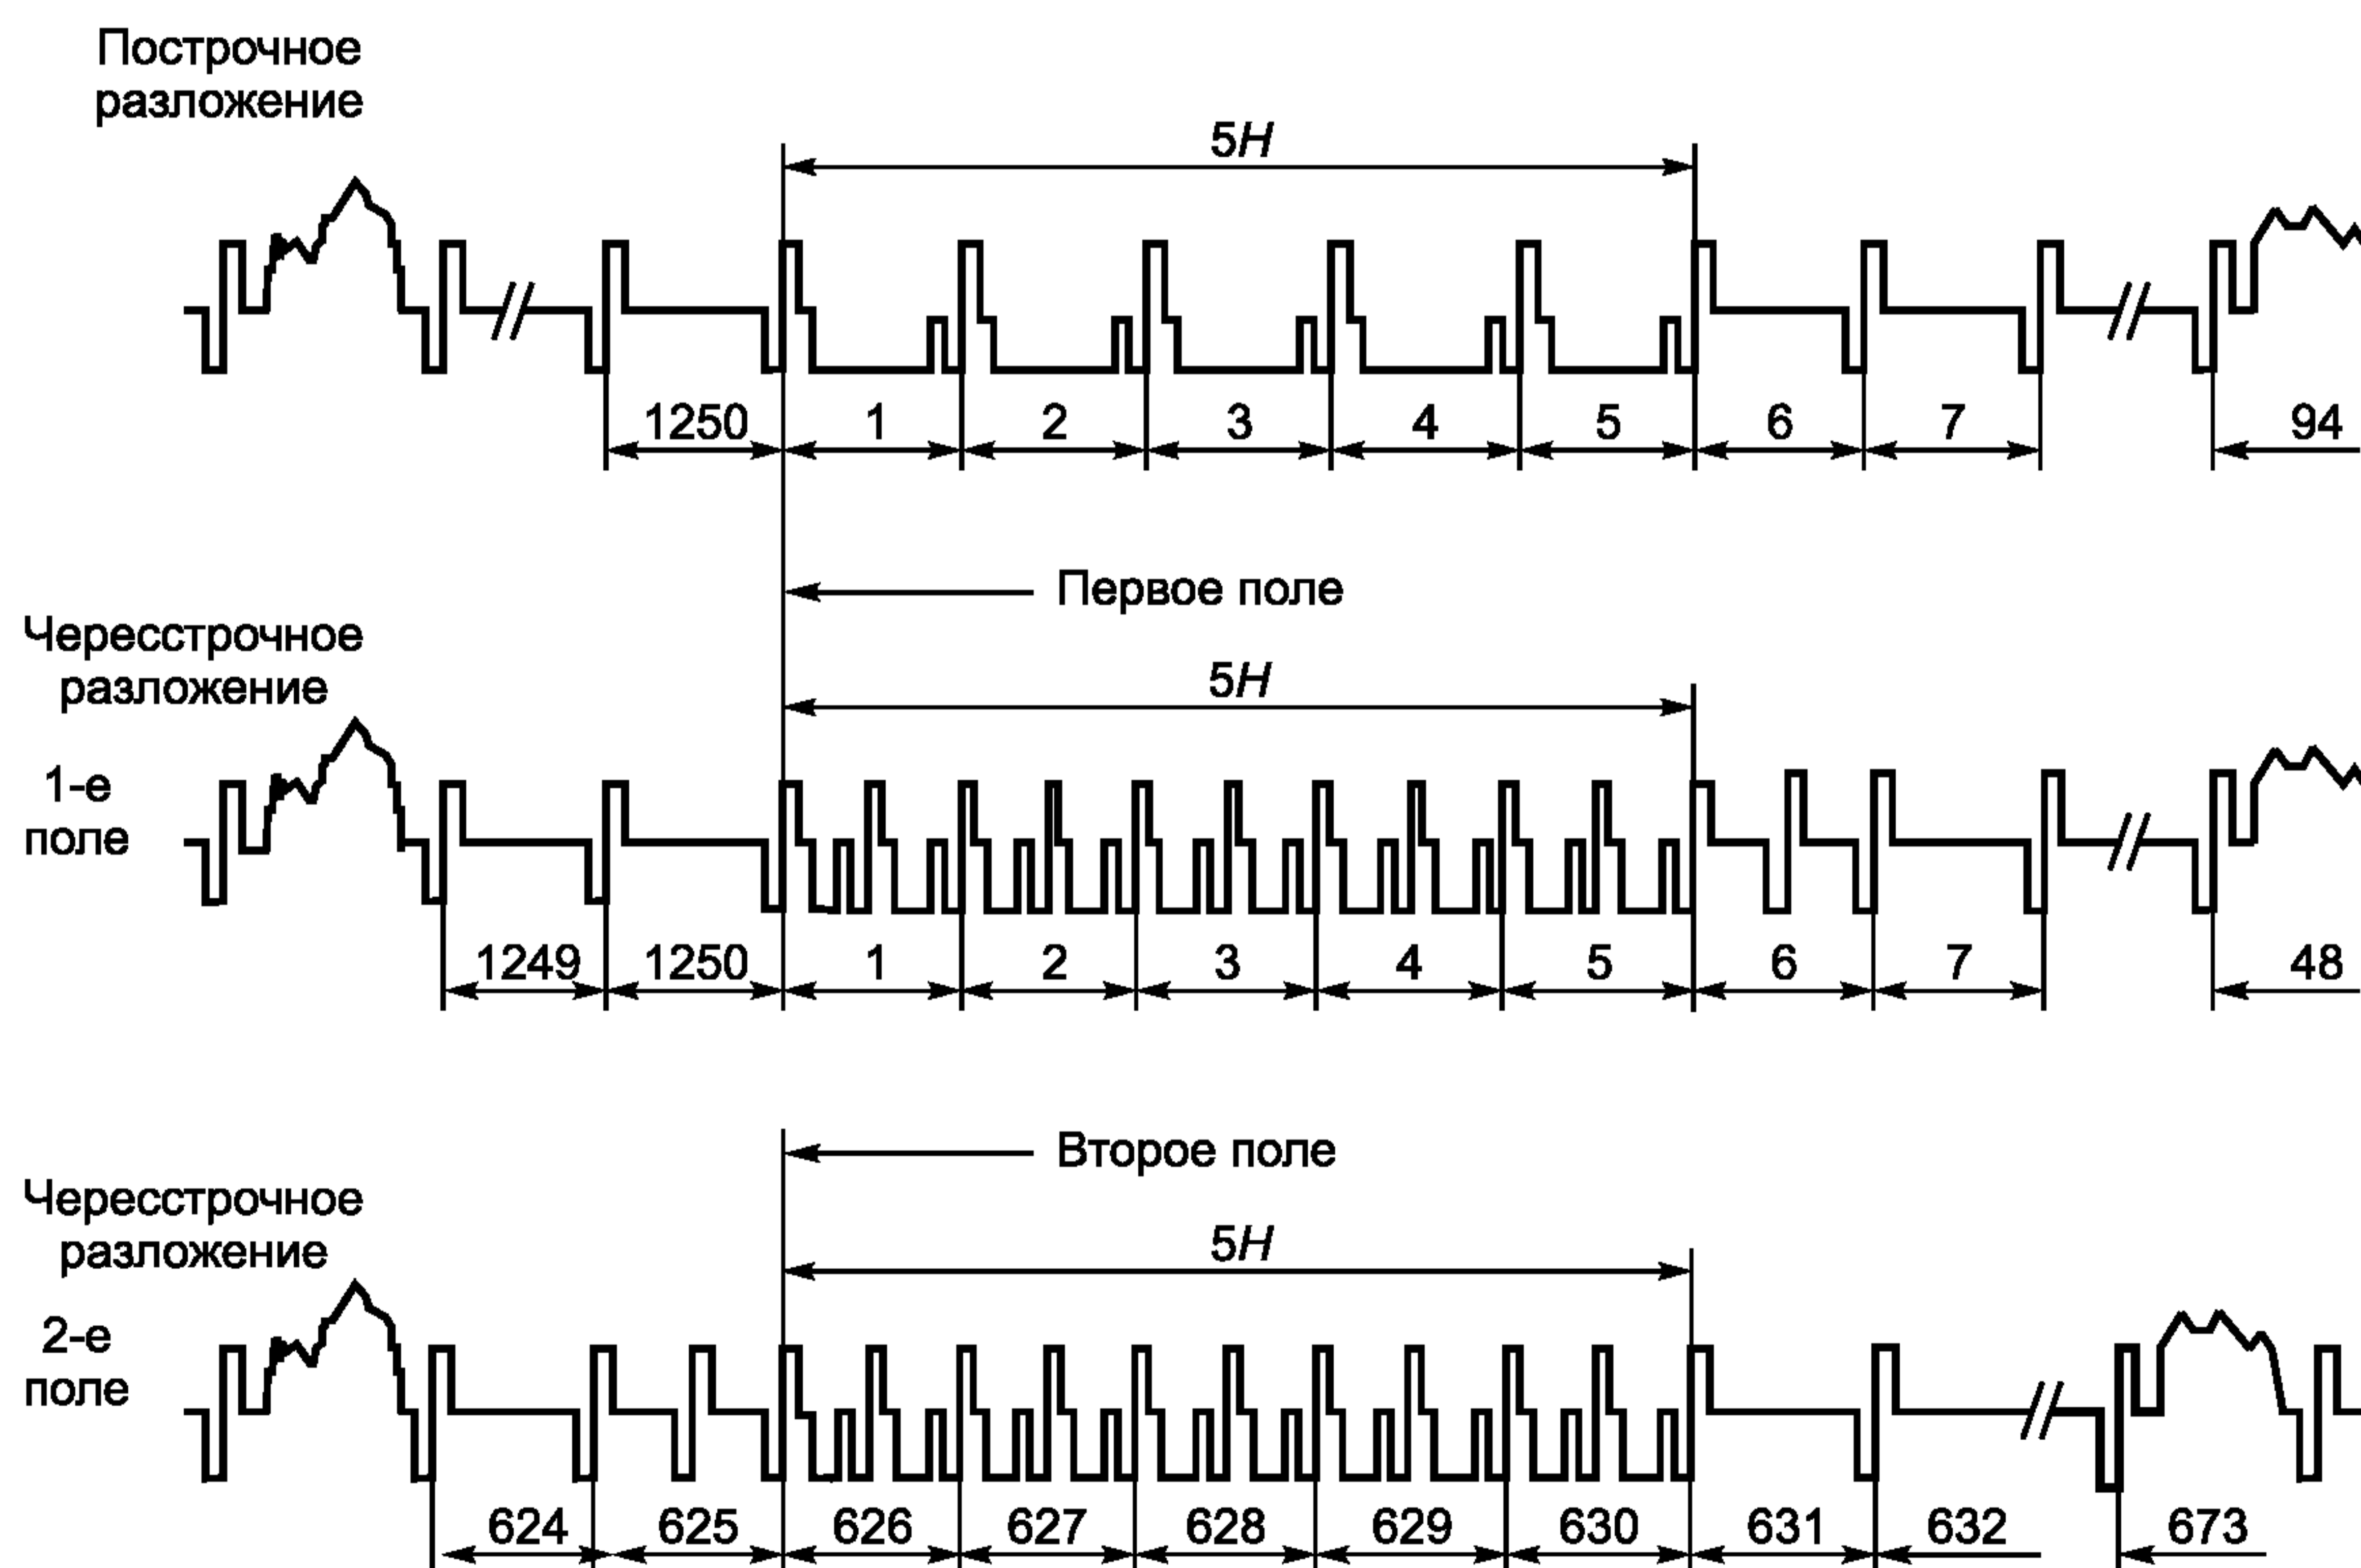 Построчное
разложение
5H
1250 1 2 3 4 5 6 7 94
Первое поле
Чересстрочное
разложение
5H
1-е
поле
1249 1250 1 2 3 4 5 6 7 48
Второе поле
Чересстрочное
разложение
5H
2-е
поле
624 625 626 627 628 629 630 631 632 673